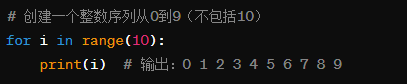 # 创建一个整数序列从0到9（不包括10）
for i in range(10):
    print(i)  # 输出：0 1 2 3 4 5 6 7 8 9